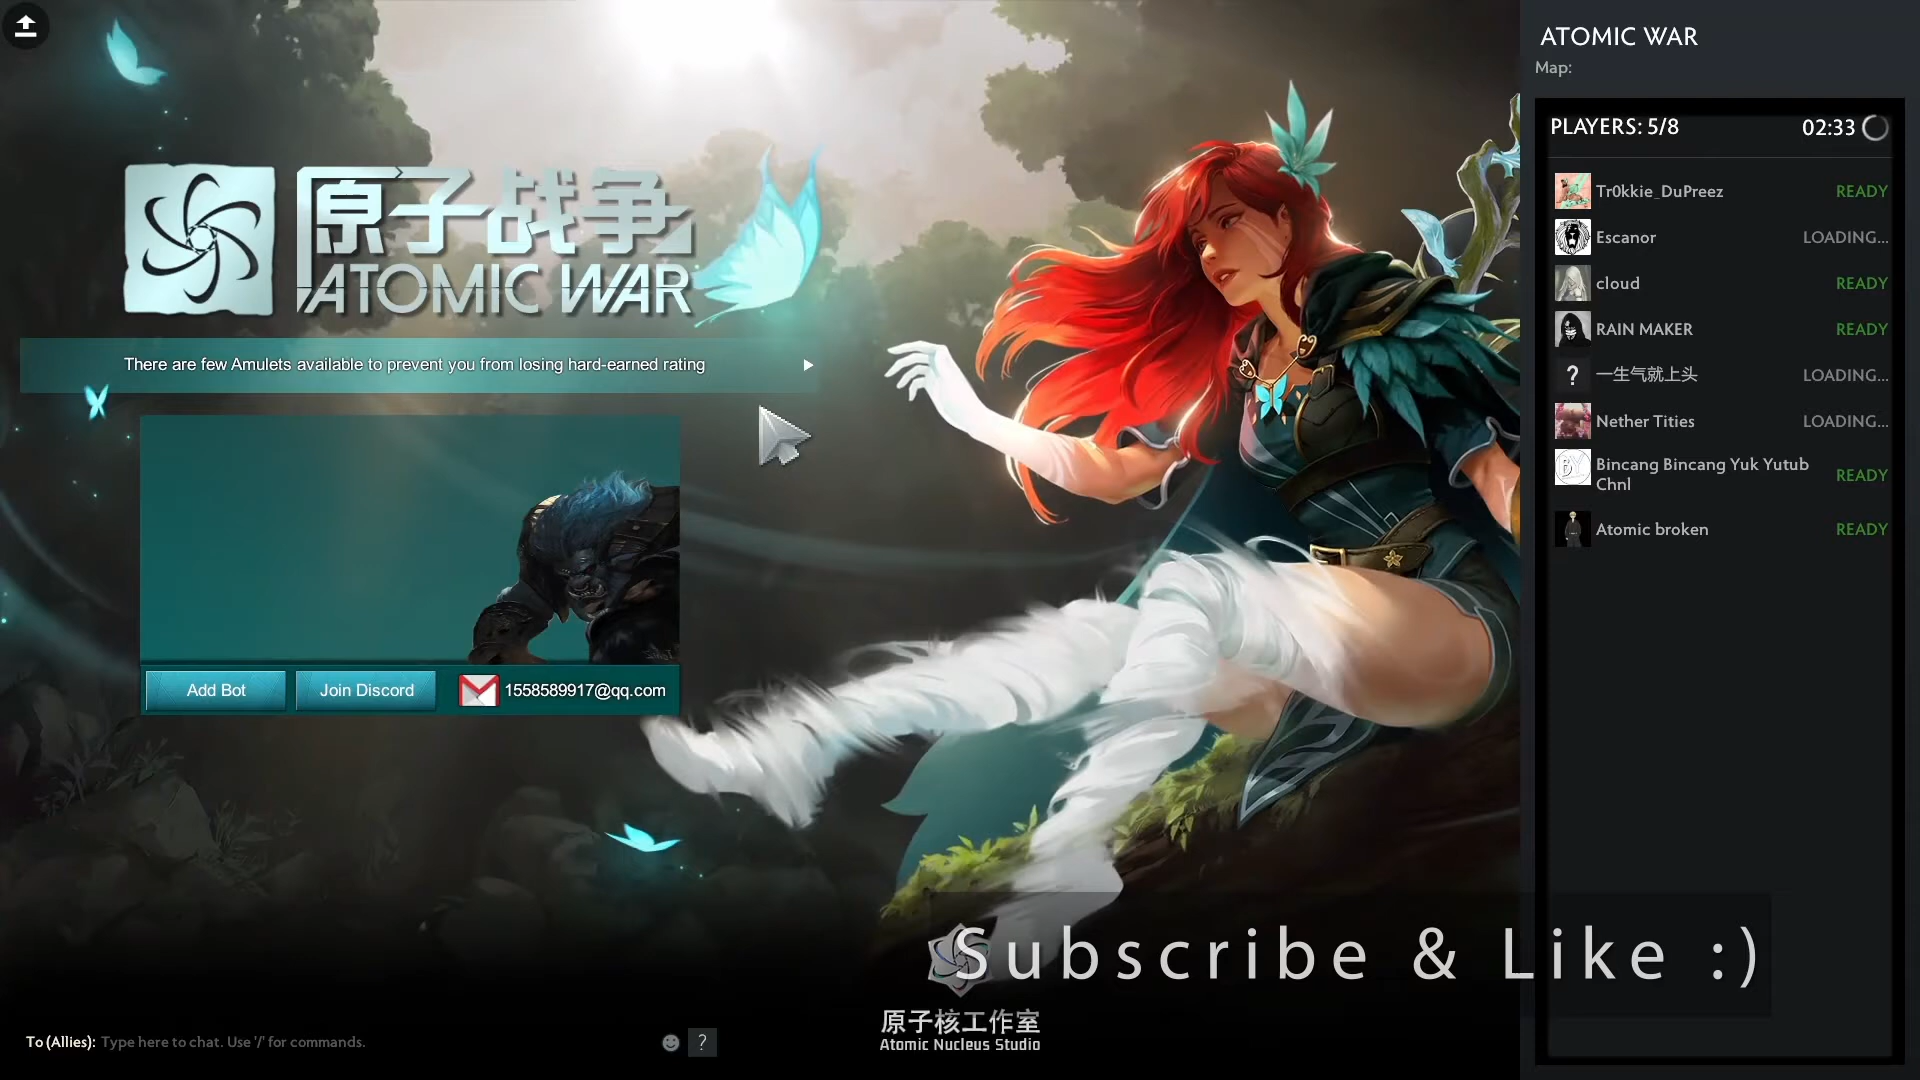 原子战争
ATOMIC WAR
There are few Amulets available to prevent you from losing hard-earned rating
Add Bot
Join Discord
1558589917@qq.com
To (Allies): Type here to chat. Use '/' for commands.
?
原子核工作室
Atomic Nucleus Studio
Subscribe & Like :)
ATOMIC WAR
Map:
PLAYERS: 5/8 02:33
Tr0kkie_DuPreez READY
Escanor LOADING...
cloud READY
RAIN MAKER READY
? 一生气就上头 LOADING...
Nether Tities LOADING...
BY Bincang Bincang Yuk Yutub
Chnl READY
Atomic broken READY